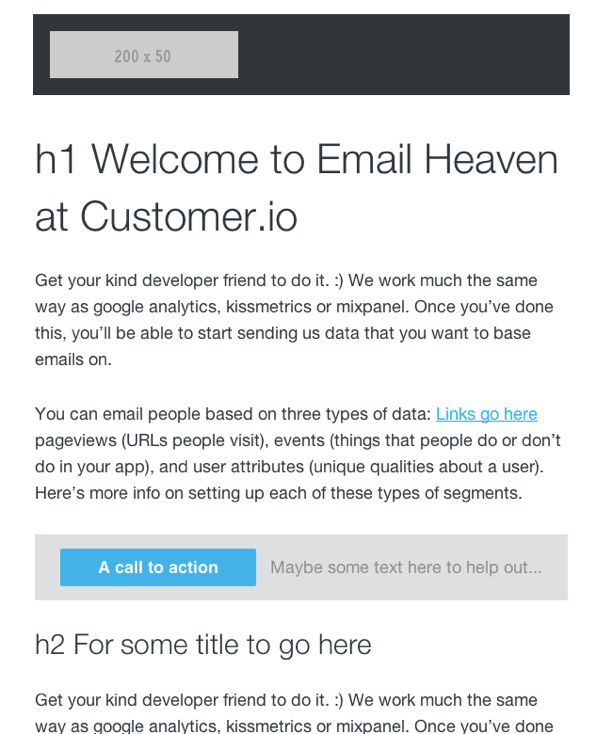 200 x 50
h1 Welcome to Email Heaven
at Customer.io
Get your kind developer friend to do it. :) We work much the same
way as google analytics, kissmetrics or mixpanel. Once you’ve done
this, you’ll be able to start sending us data that you want to base
emails on.
You can email people based on three types of data: Links go here
pageviews (URLs people visit), events (things that people do or don’t
do in your app), and user attributes (unique qualities about a user).
Here’s more info on setting up each of these types of segments.
A call to action Maybe some text here to help out...
h2 For some title to go here
Get your kind developer friend to do it. :) We work much the same
way as google analytics, kissmetrics or mixpanel. Once you’ve done